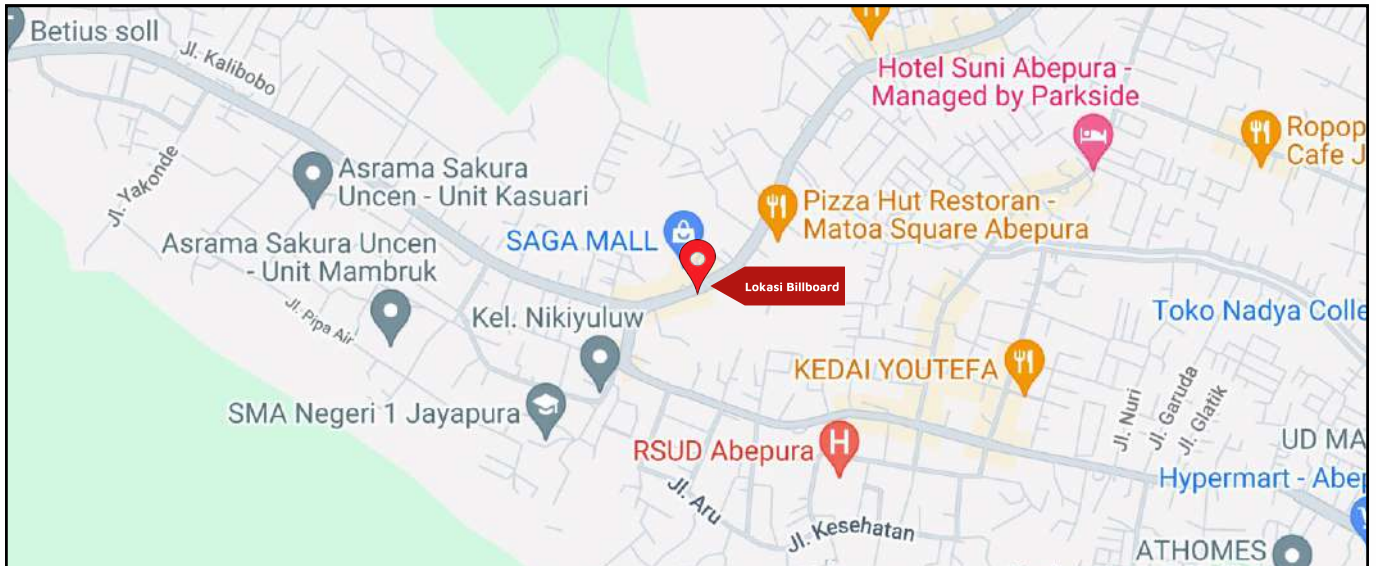 Betius soll
Jl. Kalibobo
Hotel Suni Abepura -
Managed by Parkside
Ropop
Cafe J
Jl. Yakonde
Asrama Sakura
Uncen - Unit Kasuari
Pizza Hut Restoran -
Matoa Square Abepura
SAGA MALL
Asrama Sakura Uncen
- Unit Mambruk
Lokasi Billboard
Jl. Pipa Air
Kel. Nikiyuluw
Toko Nadya Colle
KEDAI YOUTEFA
SMA Negeri 1 Jayapura
Jl. Nuri
Jl. Garuda
Jl. Glatik
RSUD Abepura
H
UD MA
Hypermart - Abep
Jl. Aru
Jl. Kesehatan
ATHOMES